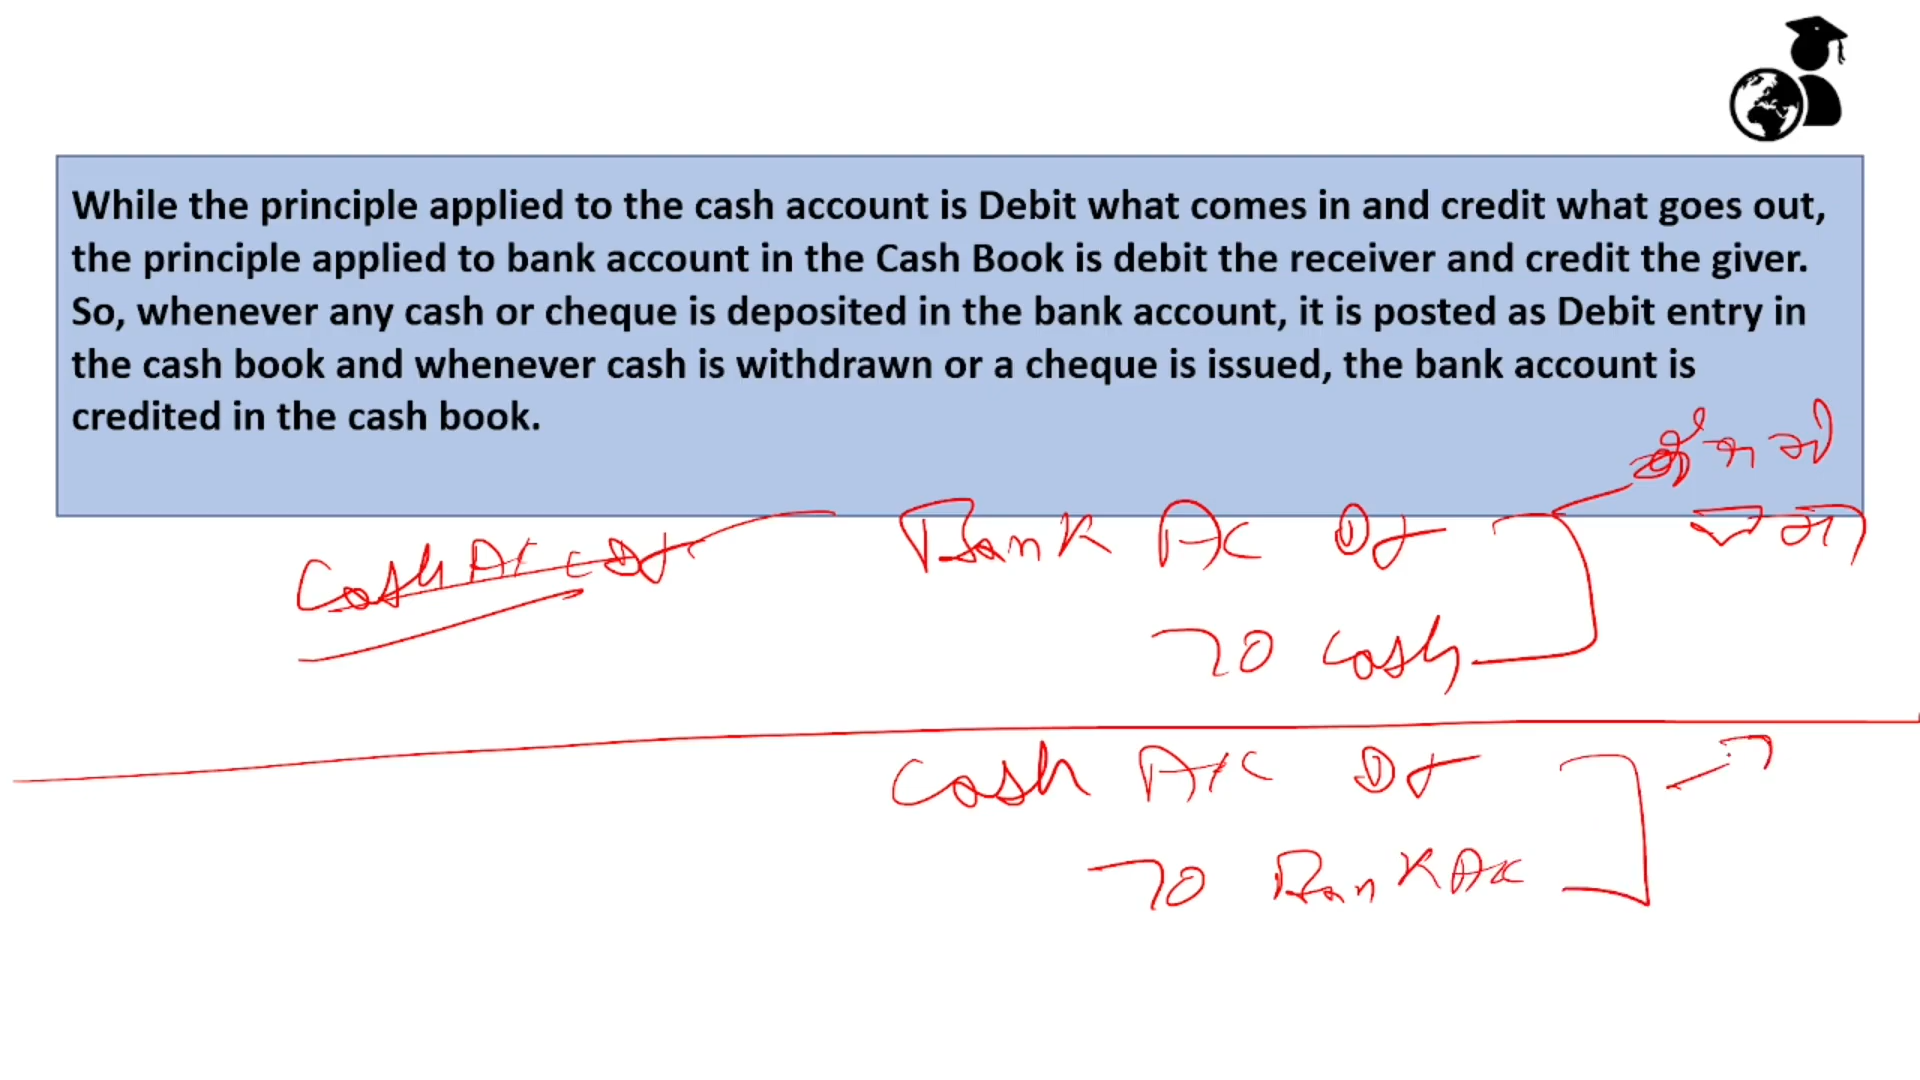 While the principle applied to the cash account is Debit what comes in and credit what goes out,
the principle applied to bank account in the Cash Book is debit the receiver and credit the giver.
So, whenever any cash or cheque is deposited in the bank account, it is posted as Debit entry in
the cash book and whenever cash is withdrawn or a cheque is issued, the bank account is
credited in the cash book.
Cash A/c Dr
Bank Ac Dr
To Cash
Cash A/c Dr
To Bank Ac